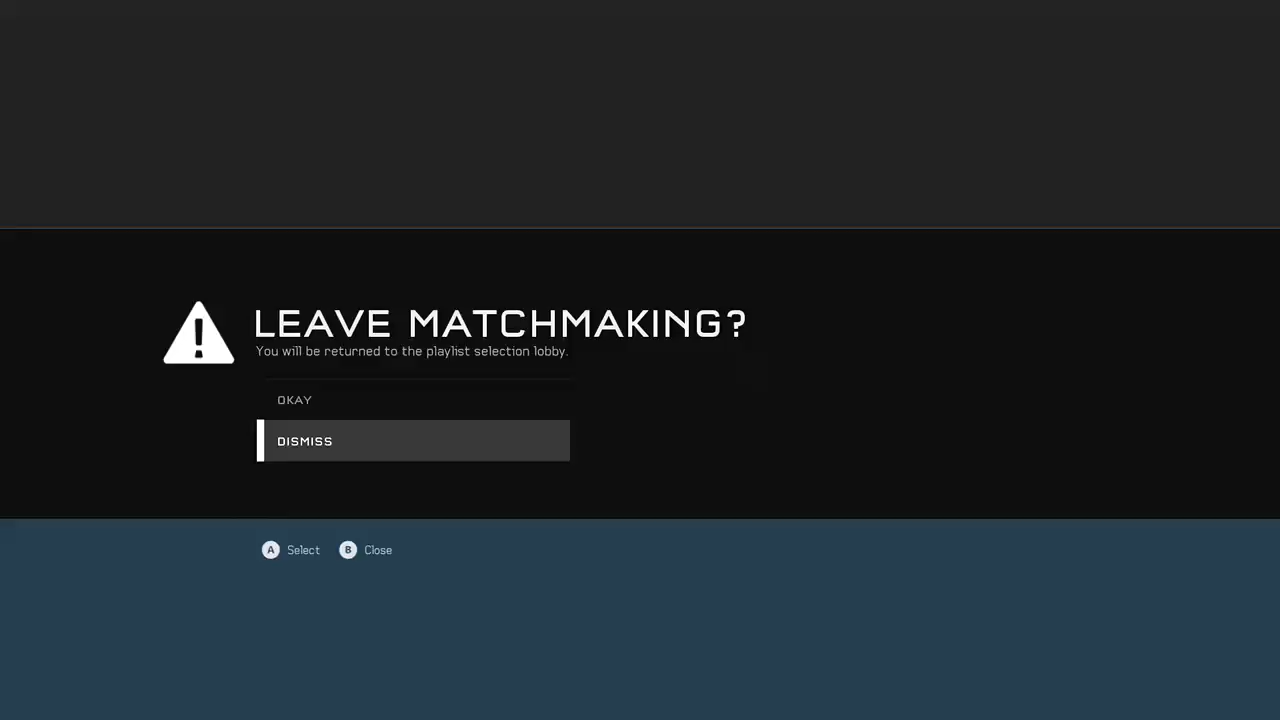 LEAVE MATCHMAKING?
You will be returned to the playlist selection lobby.
OKAY
DISMISS
A Select B Close